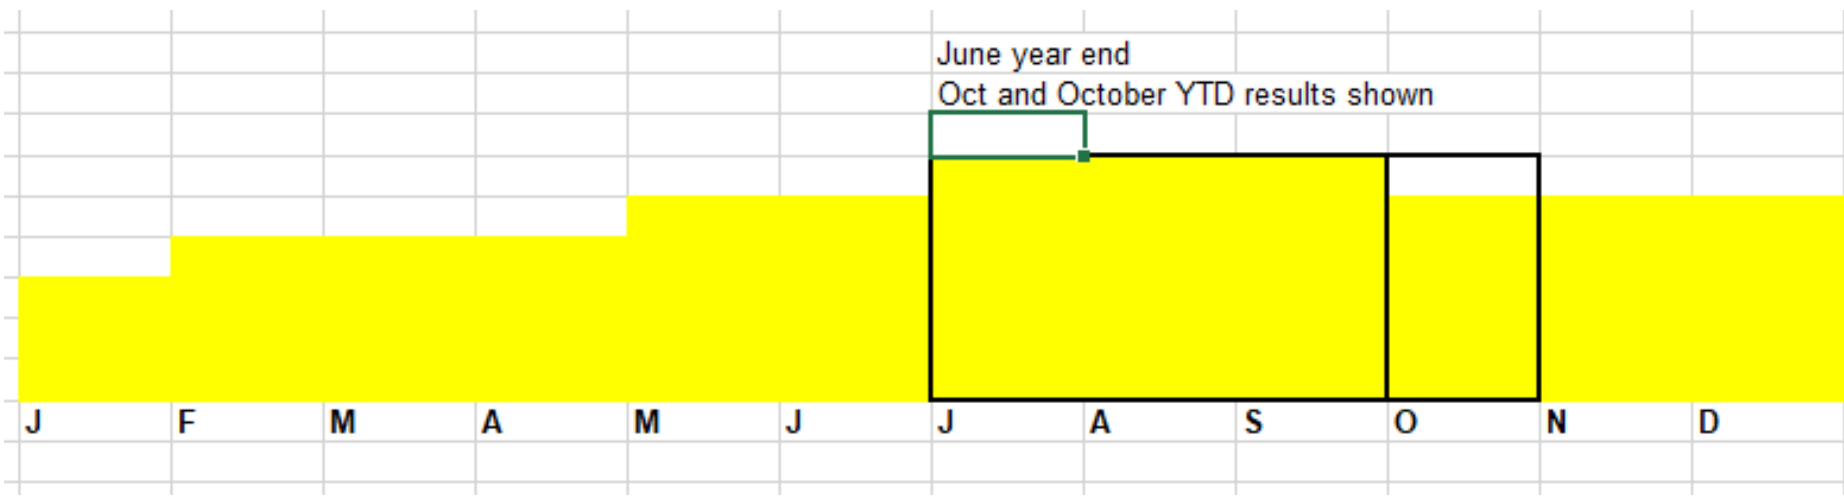 June year end
Oct and October YTD results shown
J F M A M J J A S O N D